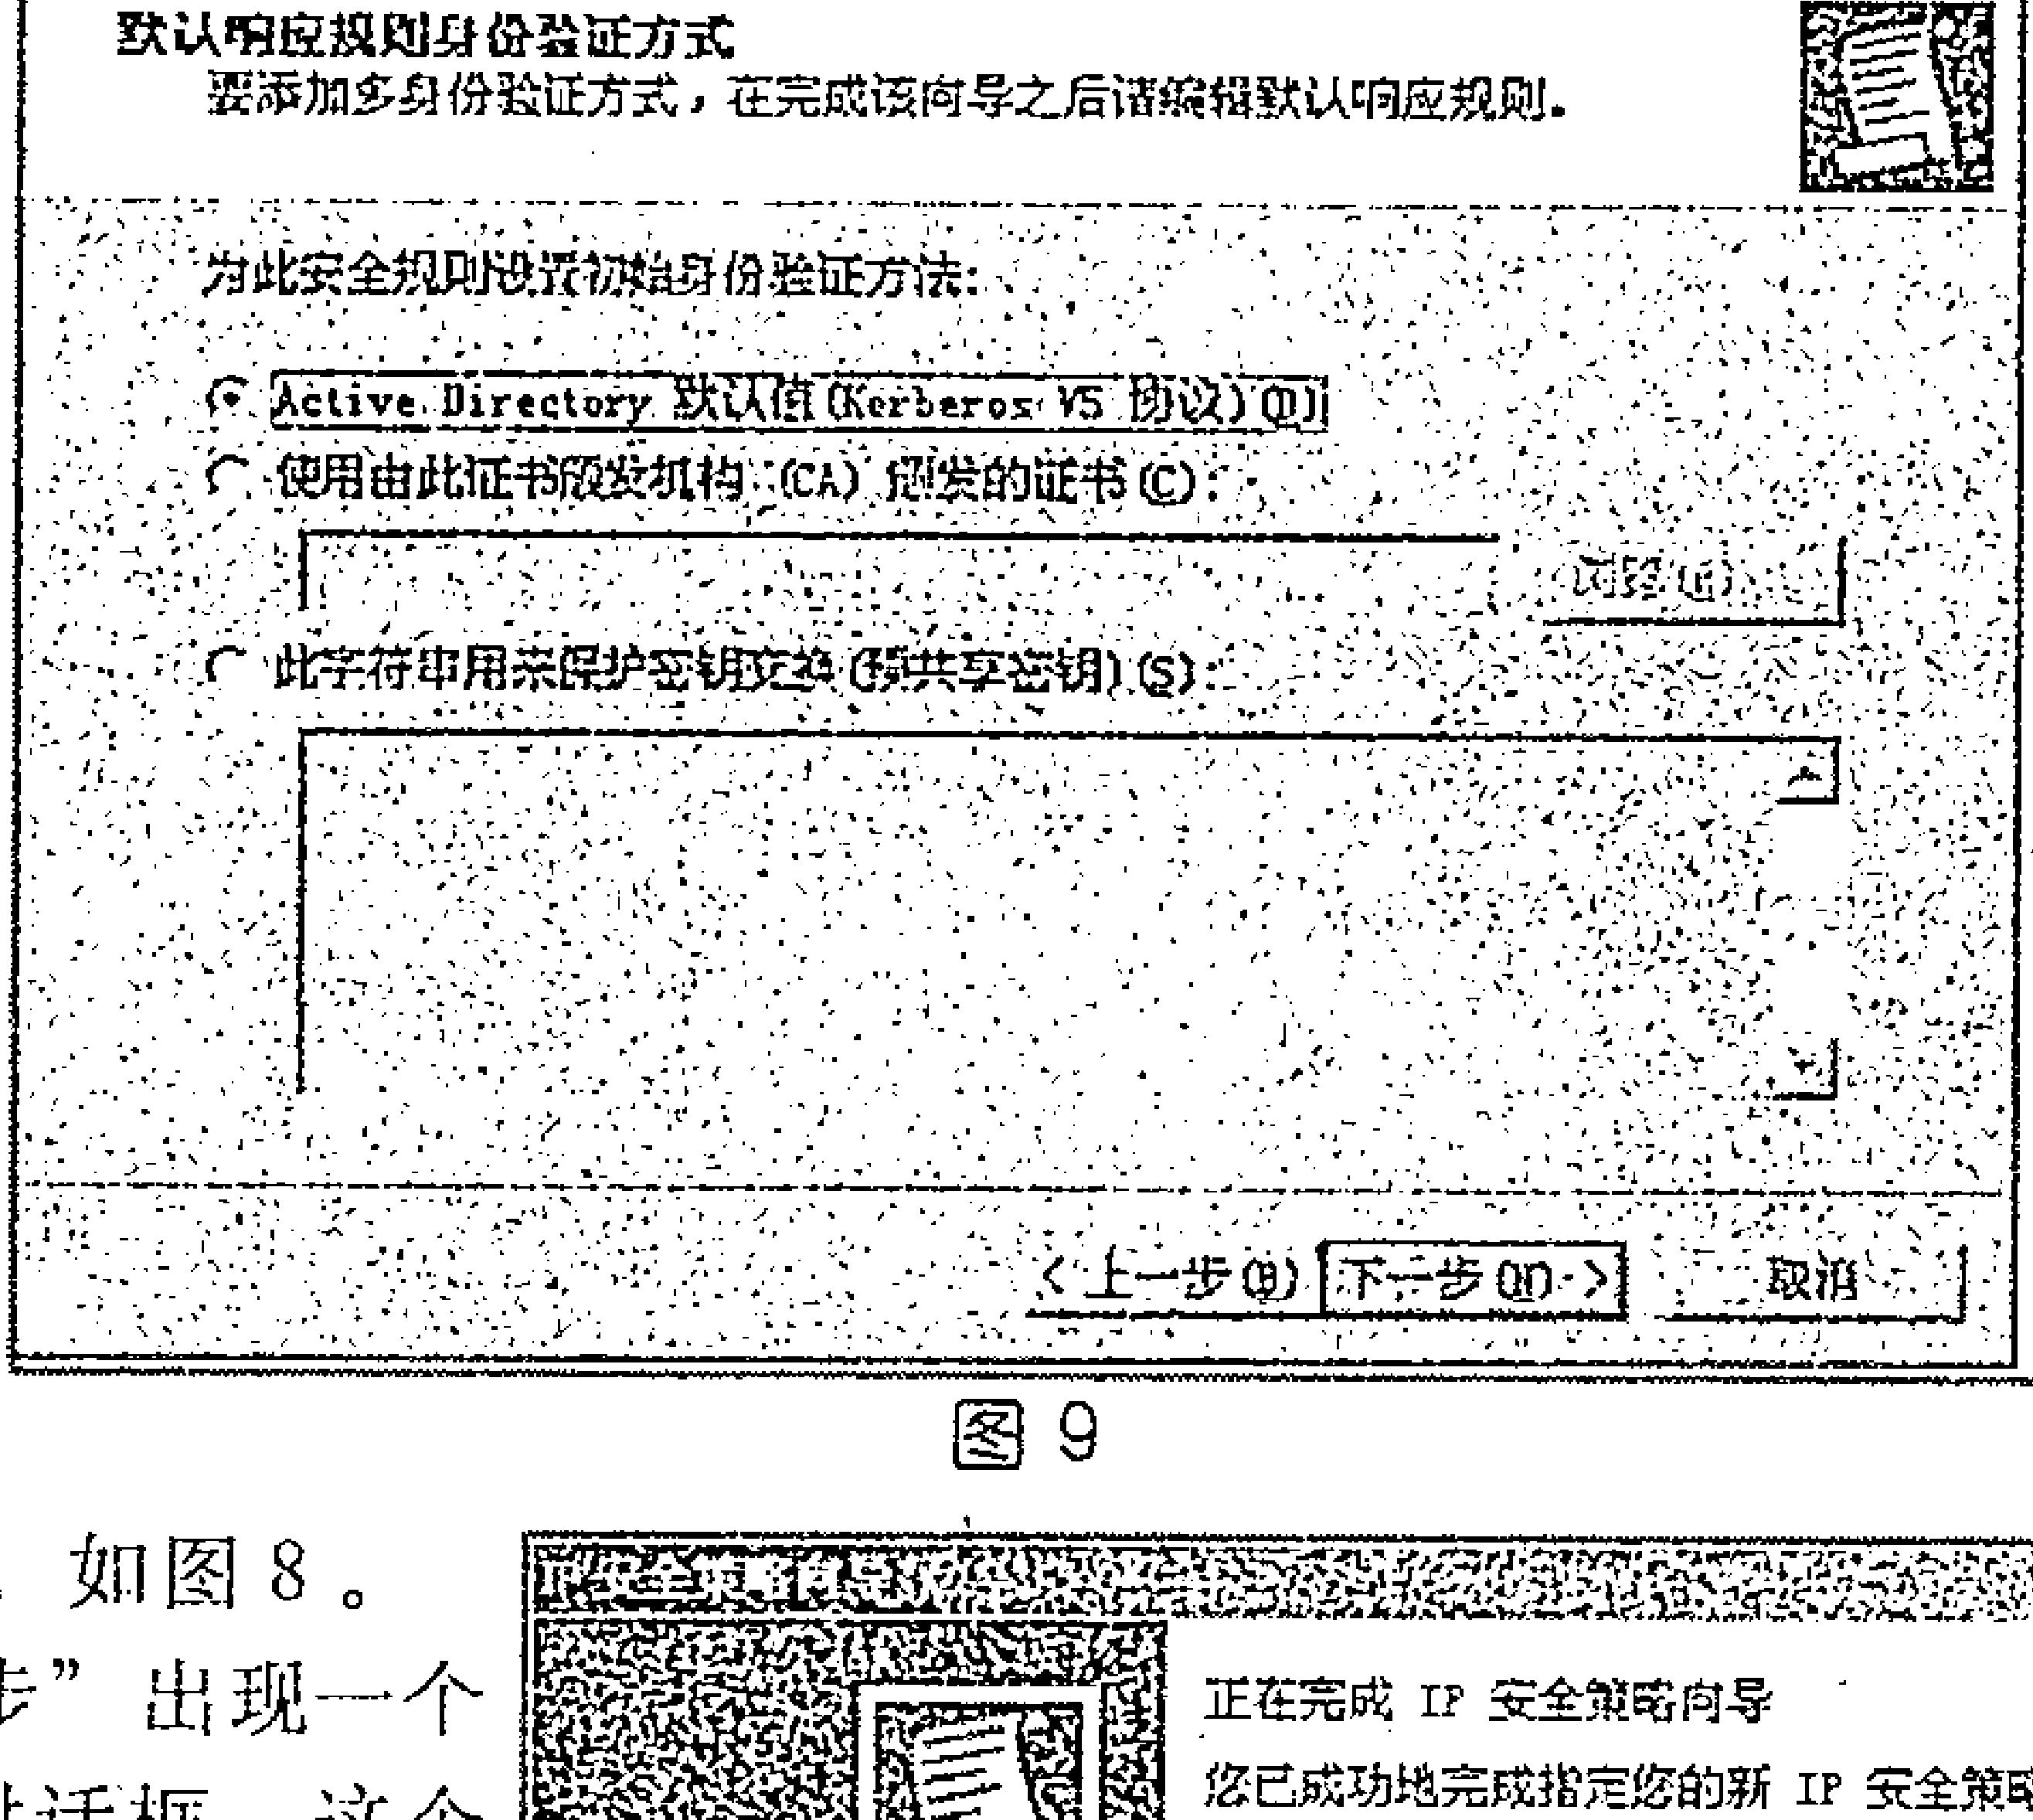 默认响应规则身份验证方式
要添加多身份验证方式，在完成该向导之后请编辑默认响应规则。
为此安全规则设置初始身份验证方法:
Active Directory 默认值(Kerberos V5 协议)(D)
使用由此证书颁发机构 (CA) 颁发的证书(C):
此字符串用来保护密钥交换(预共享密钥)(S):
< 上一步(B) 下一步(N) > 取消
图 9
如图 8 。
步” 出现一个
对话框 这个
正在完成 IP 安全策略向导
您已成功地完成指定您的新 IP 安全策略